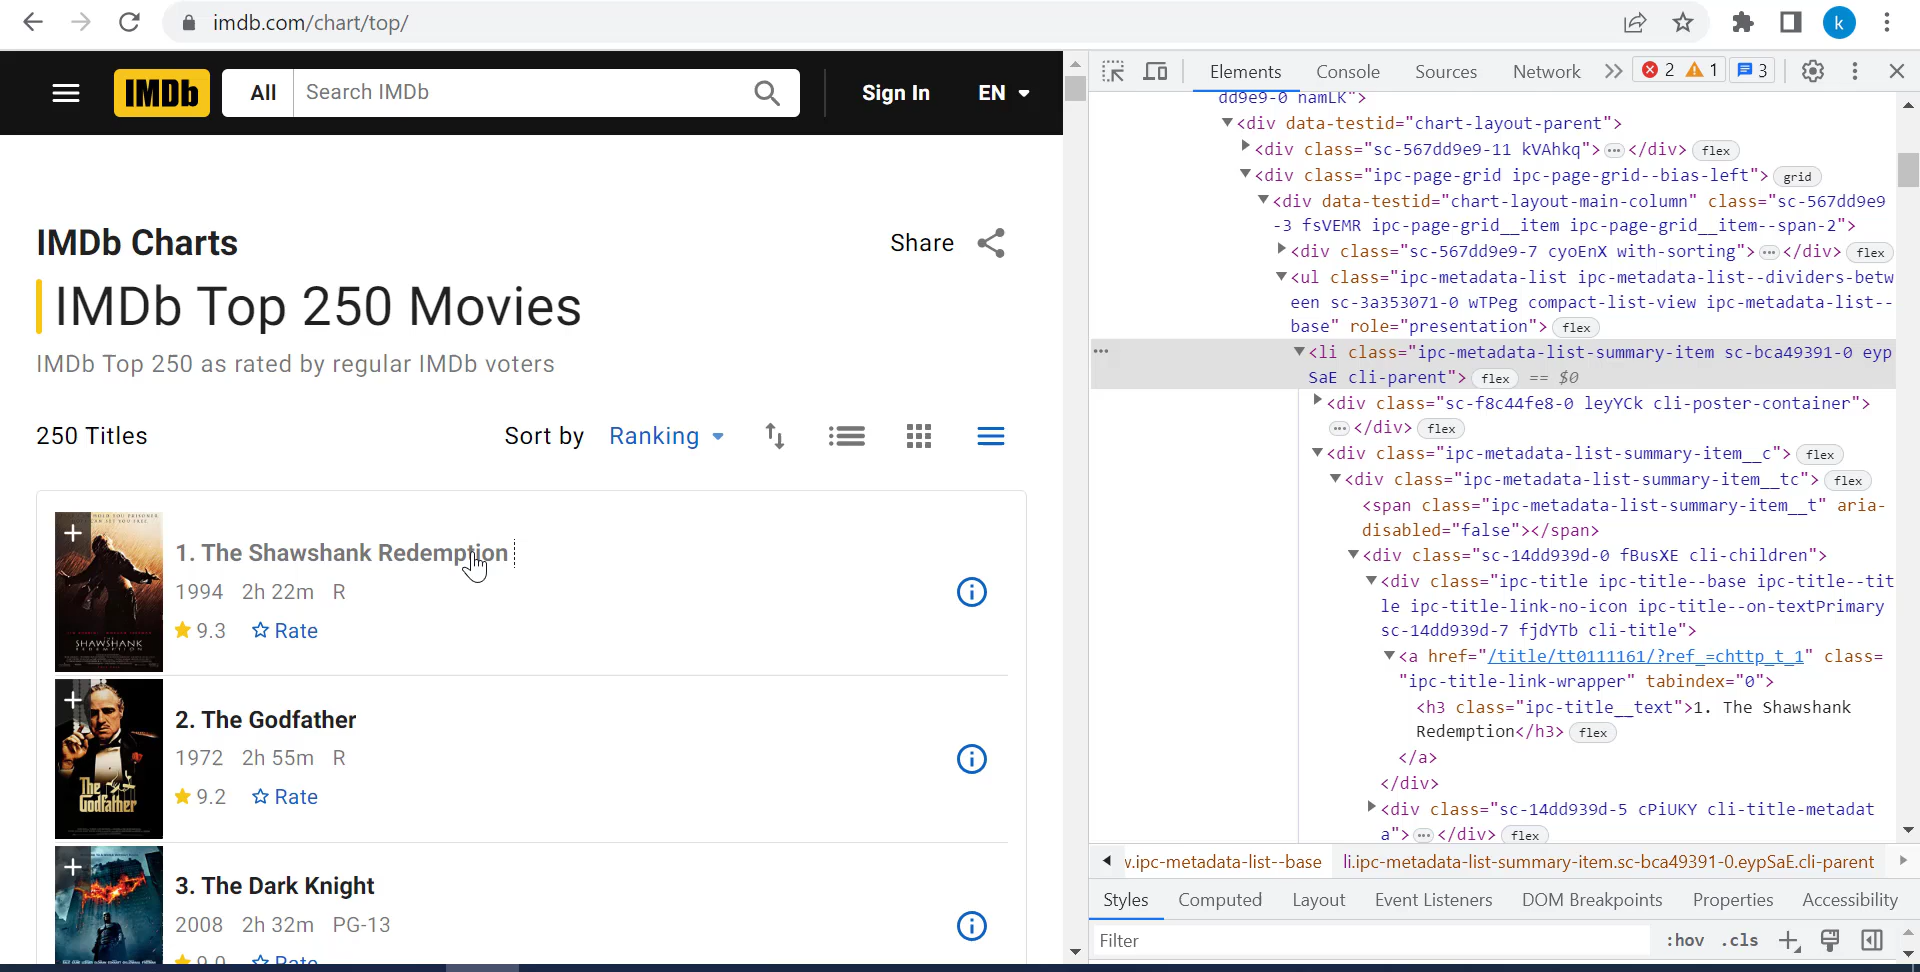 imdb.com/chart/top/
k
IMDb
All
Search IMDb
Sign In
EN
IMDb Charts
Share
IMDb Top 250 Movies
IMDb Top 250 as rated by regular IMDb voters
250 Titles
Sort by
Ranking
THE
SHAWSHANK
REDEMPTION
1. The Shawshank Redemption
1994 2h 22m R
9.3 Rate
The
Godfather
2. The Godfather
1972 2h 55m R
9.2 Rate
3. The Dark Knight
2008 2h 32m PG-13
9.0 Rate
Elements Console Sources Network 2 1 3
dd9e9-0 namLK">
<div data-testid="chart-layout-parent">
<div class="sc-567dd9e9-11 kVAhkq"> … </div> flex
<div class="ipc-page-grid ipc-page-grid--bias-left"> grid
<div data-testid="chart-layout-main-column" class="sc-567dd9e9
-3 fsVEMR ipc-page-grid__item ipc-page-grid__item--span-2">
<div class="sc-567dd9e9-7 cyoEnX with-sorting"> … </div> flex
<ul class="ipc-metadata-list ipc-metadata-list--dividers-betw
een sc-3a353071-0 wTPeg compact-list-view ipc-metadata-list--
base" role="presentation"> flex
… <li class="ipc-metadata-list-summary-item sc-bca49391-0 eyp
SaE cli-parent"> flex == $0
<div class="sc-f8c44fe8-0 leyYCk cli-poster-container">
… </div> flex
<div class="ipc-metadata-list-summary-item__c"> flex
<div class="ipc-metadata-list-summary-item__tc"> flex
<span class="ipc-metadata-list-summary-item__t" aria-
disabled="false"></span>
<div class="sc-14dd939d-0 fBusXE cli-children">
<div class="ipc-title ipc-title--base ipc-title--tit
le ipc-title-link-no-icon ipc-title--on-textPrimary
sc-14dd939d-7 fjdYTb cli-title">
<a href="/title/tt0111161/?ref_=chttp_t_1" class=
"ipc-title-link-wrapper" tabindex="0">
<h3 class="ipc-title__text">1. The Shawshank
Redemption</h3> flex
</a>
</div>
<div class="sc-14dd939d-5 cPiUKY cli-title-metadat
a"> … </div> flex
v.ipc-metadata-list--base li.ipc-metadata-list-summary-item.sc-bca49391-0.eypSaE.cli-parent
Styles Computed Layout Event Listeners DOM Breakpoints Properties Accessibility
Filter :hov .cls